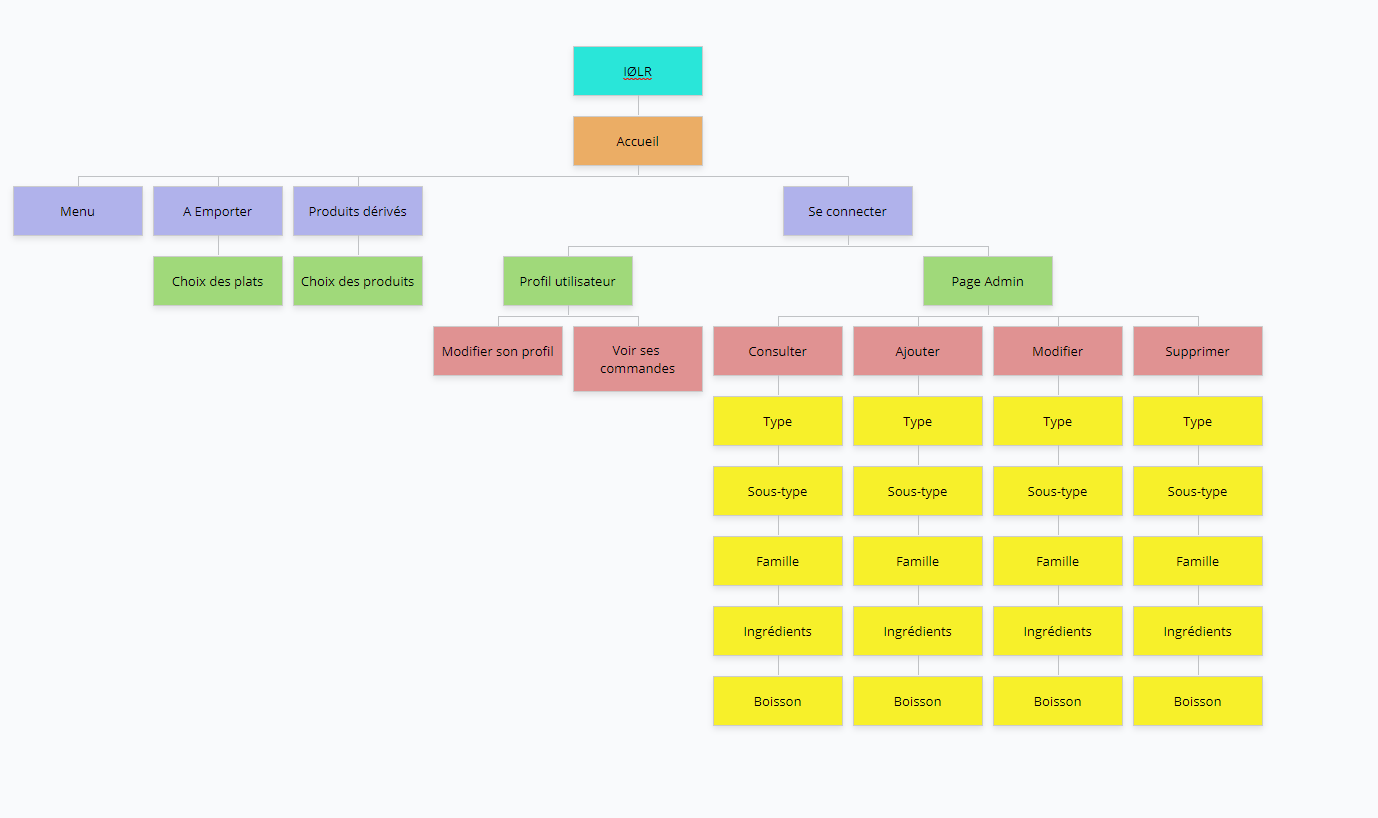 IØLR
Accueil
Menu
A Emporter
Produits dérivés
Se connecter
Choix des plats
Choix des produits
Profil utilisateur
Page Admin
Modifier son profil
Voir ses
commandes
Consulter
Ajouter
Modifier
Supprimer
Type
Type
Type
Type
Sous-type
Sous-type
Sous-type
Sous-type
Famille
Famille
Famille
Famille
Ingrédients
Ingrédients
Ingrédients
Ingrédients
Boisson
Boisson
Boisson
Boisson